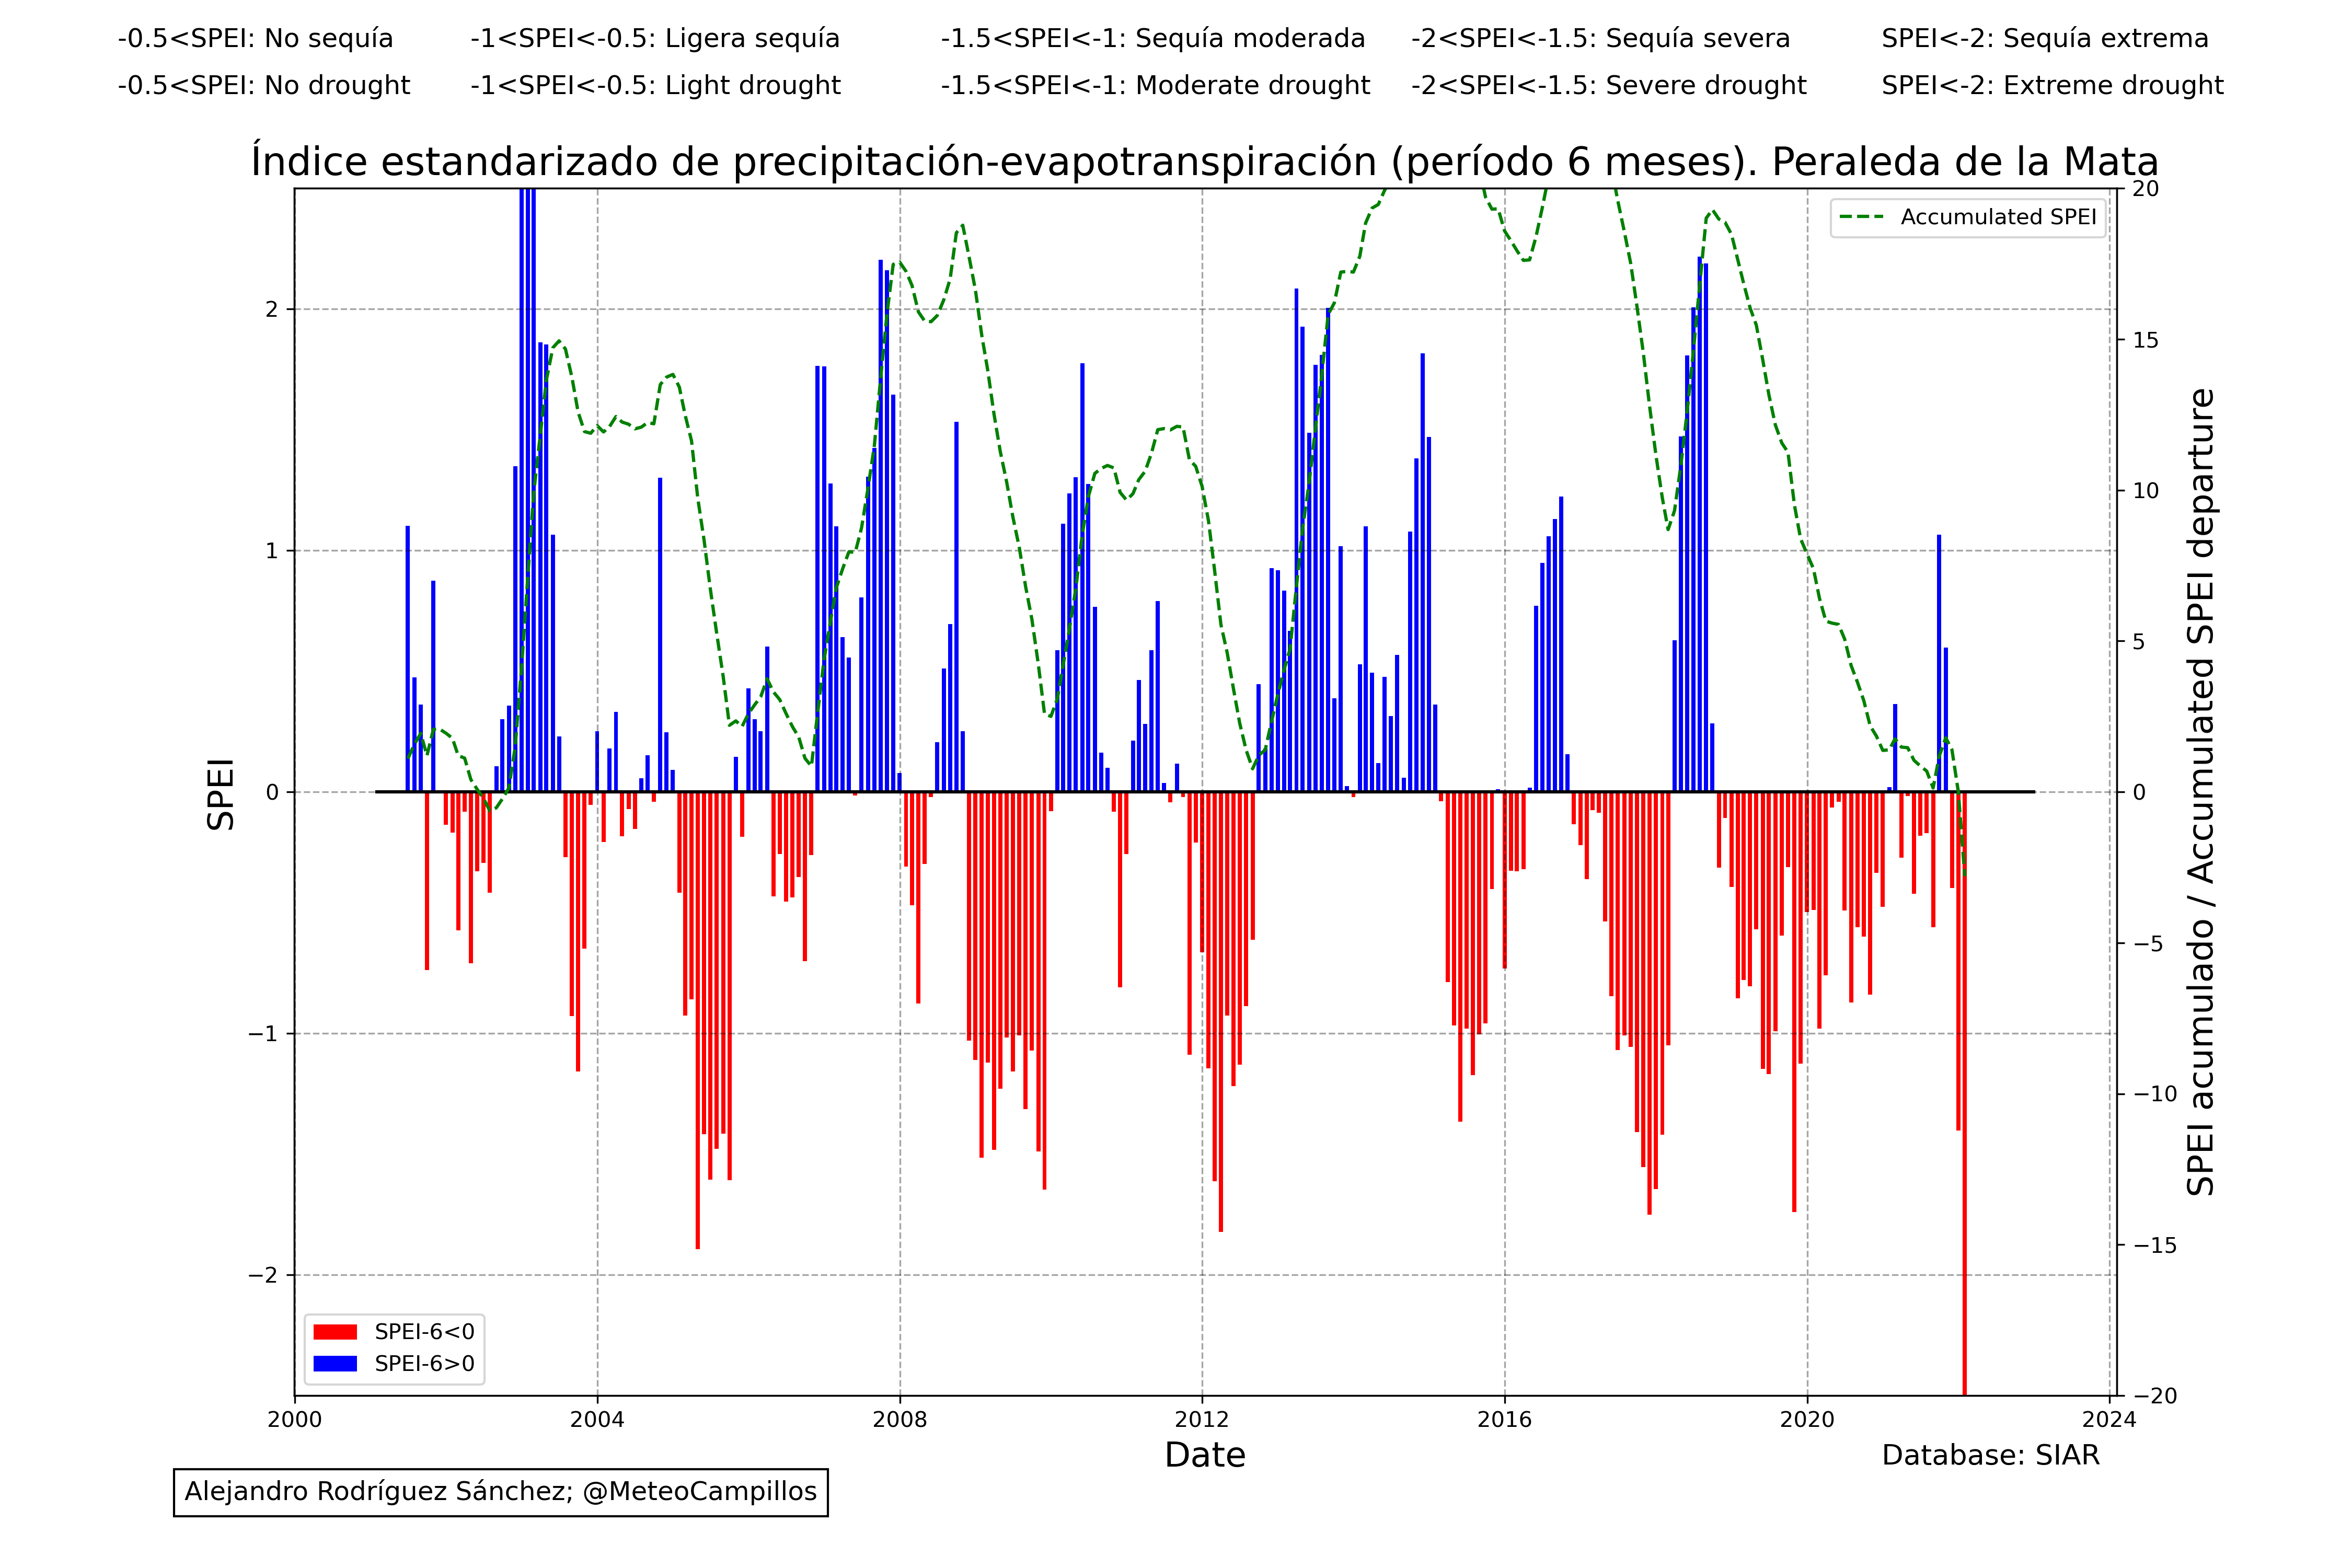 -0.5<SPEI: No sequía -1<SPEI<-0.5: Ligera sequía -1.5<SPEI<-1: Sequía moderada -2<SPEI<-1.5: Sequía severa SPEI<-2: Sequía extrema
-0.5<SPEI: No drought -1<SPEI<-0.5: Light drought -1.5<SPEI<-1: Moderate drought -2<SPEI<-1.5: Severe drought SPEI<-2: Extreme drought
Índice estandarizado de precipitación-evapotranspiración (período 6 meses). Peraleda de la Mata
Accumulated SPEI
SPEI
2
1
0
−1
−2
20
15
10
5
0
−5
−10
−15
−20
SPEI acumulado / Accumulated SPEI departure
SPEI-6<0
SPEI-6>0
2000 2004 2008 2012 2016 2020 2024
Date
Database: SIAR
Alejandro Rodríguez Sánchez; @MeteoCampillos